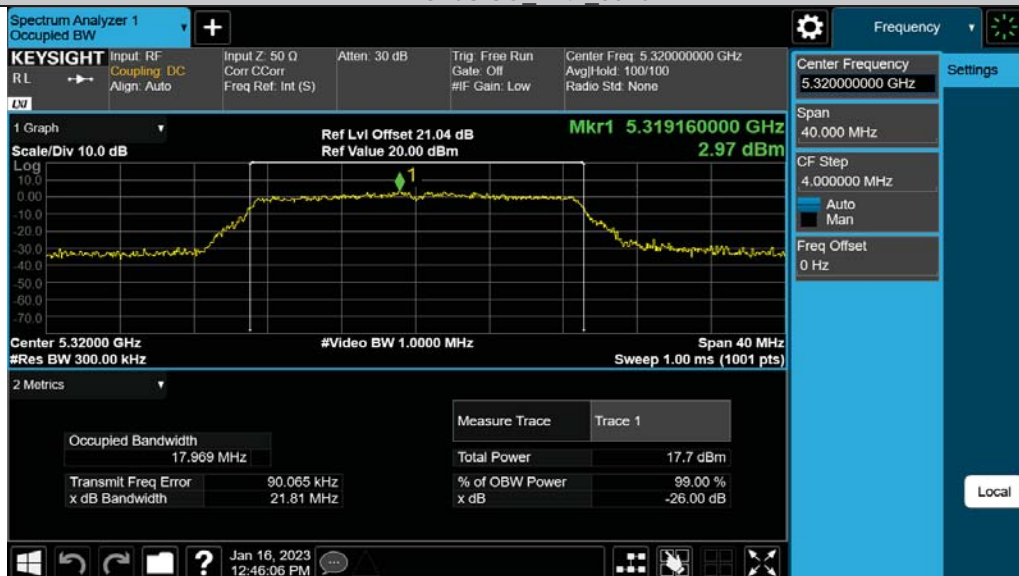 Spectrum Analyzer 1
Occupied BW
Frequency
KEYSIGHT
RL
LXI
Input: RF
Coupling: DC
Align: Auto
Input Z: 50 Ω
Corr CCorr
Freq Ref: Int (S)
Atten: 30 dB
Trig: Free Run
Gate: Off
#IF Gain: Low
Center Freq: 5.320000000 GHz
Avg|Hold: 100/100
Radio Std: None
Center Frequency
5.320000000 GHz
Settings
Span
40.000 MHz
CF Step
4.000000 MHz
Auto
Man
Freq Offset
0 Hz
Local
1 Graph
Scale/Div 10.0 dB
Ref Lvl Offset 21.04 dB
Ref Value 20.00 dBm
Mkr1 5.319160000 GHz
2.97 dBm
Log
10.0
0.00
-10.0
-20.0
-30.0
-40.0
-50.0
-60.0
-70.0
1
Center 5.32000 GHz
#Video BW 1.0000 MHz
Span 40 MHz
#Res BW 300.00 kHz
Sweep 1.00 ms (1001 pts)
2 Metrics
Measure Trace
Trace 1
Occupied Bandwidth
17.969 MHz
Total Power
17.7 dBm
Transmit Freq Error
90.065 kHz
% of OBW Power
99.00 %
x dB Bandwidth
21.81 MHz
x dB
-26.00 dB
?
Jan 16, 2023
12:46:06 PM